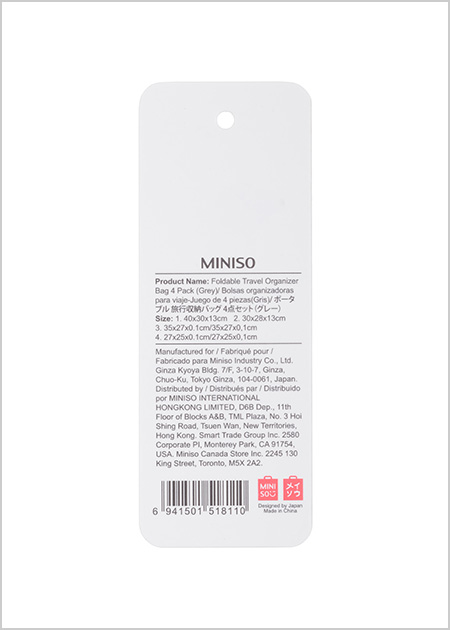 MINISO
Product Name: Foldable Travel Organizer
Bag 4 Pack (Grey)/ Bolsas organizadoras
para viaje-Juego de 4 piezas(Gris)/ ポータ
ブル 旅行収納バッグ 4点セット（グレー）
Size: 1. 40x30x13cm 2. 30x28x13cm
3. 35x27x0.1cm/35x27x0,1cm
4. 27x25x0.1cm/27x25x0,1cm
Manufactured for / Fabriqué pour /
Fabricado para Miniso Industry Co., Ltd.
Ginza Kyoya Bldg. 7/F, 3-10-7, Ginza,
Chuo-Ku, Tokyo Ginza, 104-0061, Japan.
Distributed by / Distribués par / Distribuido
por MINISO INTERNATIONAL
HONGKONG LIMITED, D6B Dep., 11th
Floor of Blocks A&B, TML Plaza, No. 3 Hoi
Shing Road, Tsuen Wan, New Territories,
Hong Kong. Smart Trade Group Inc. 2580
Corporate Pl, Monterey Park, CA 91754,
USA. Miniso Canada Store Inc. 2245 130
King Street, Toronto, M5X 2A2.
MINI
SO
メイ
ソウ
Designed by Japan
Made in China
6 941501 518110